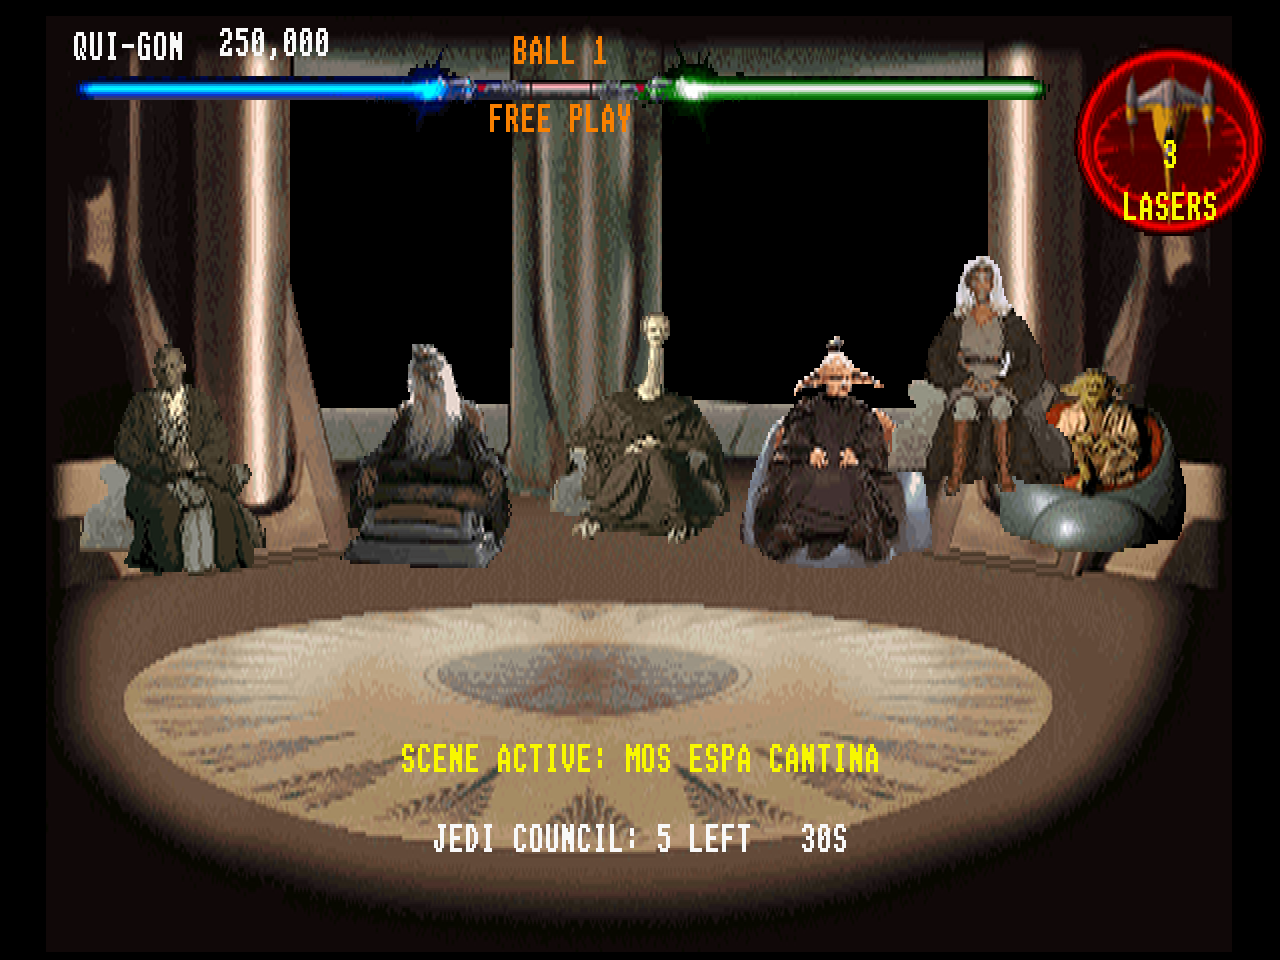 QUI-GON 250,000
BALL 1
FREE PLAY
3
LASERS
SCENE ACTIVE: MOS ESPA CANTINA
JEDI COUNCIL: 5 LEFT 30S